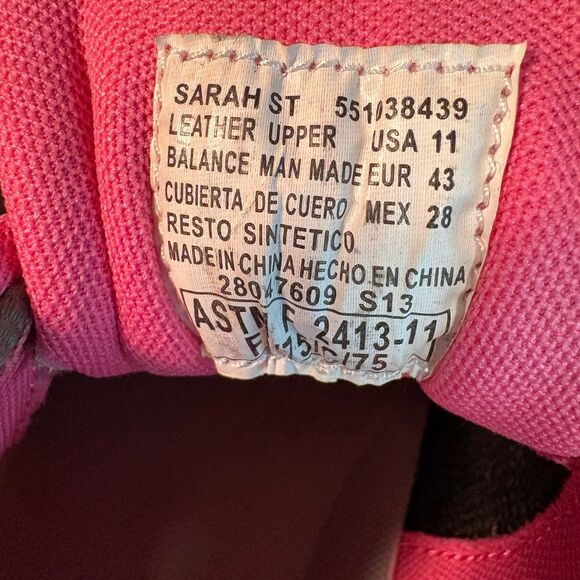 SARAH ST 551038439
LEATHER UPPER USA 11
BALANCE MAN MADE EUR 43
CUBIERTA DE CUERO MEX 28
RESTO SINTETICO
MADE IN CHINA HECHO EN CHINA
28047609 S13
2413-11